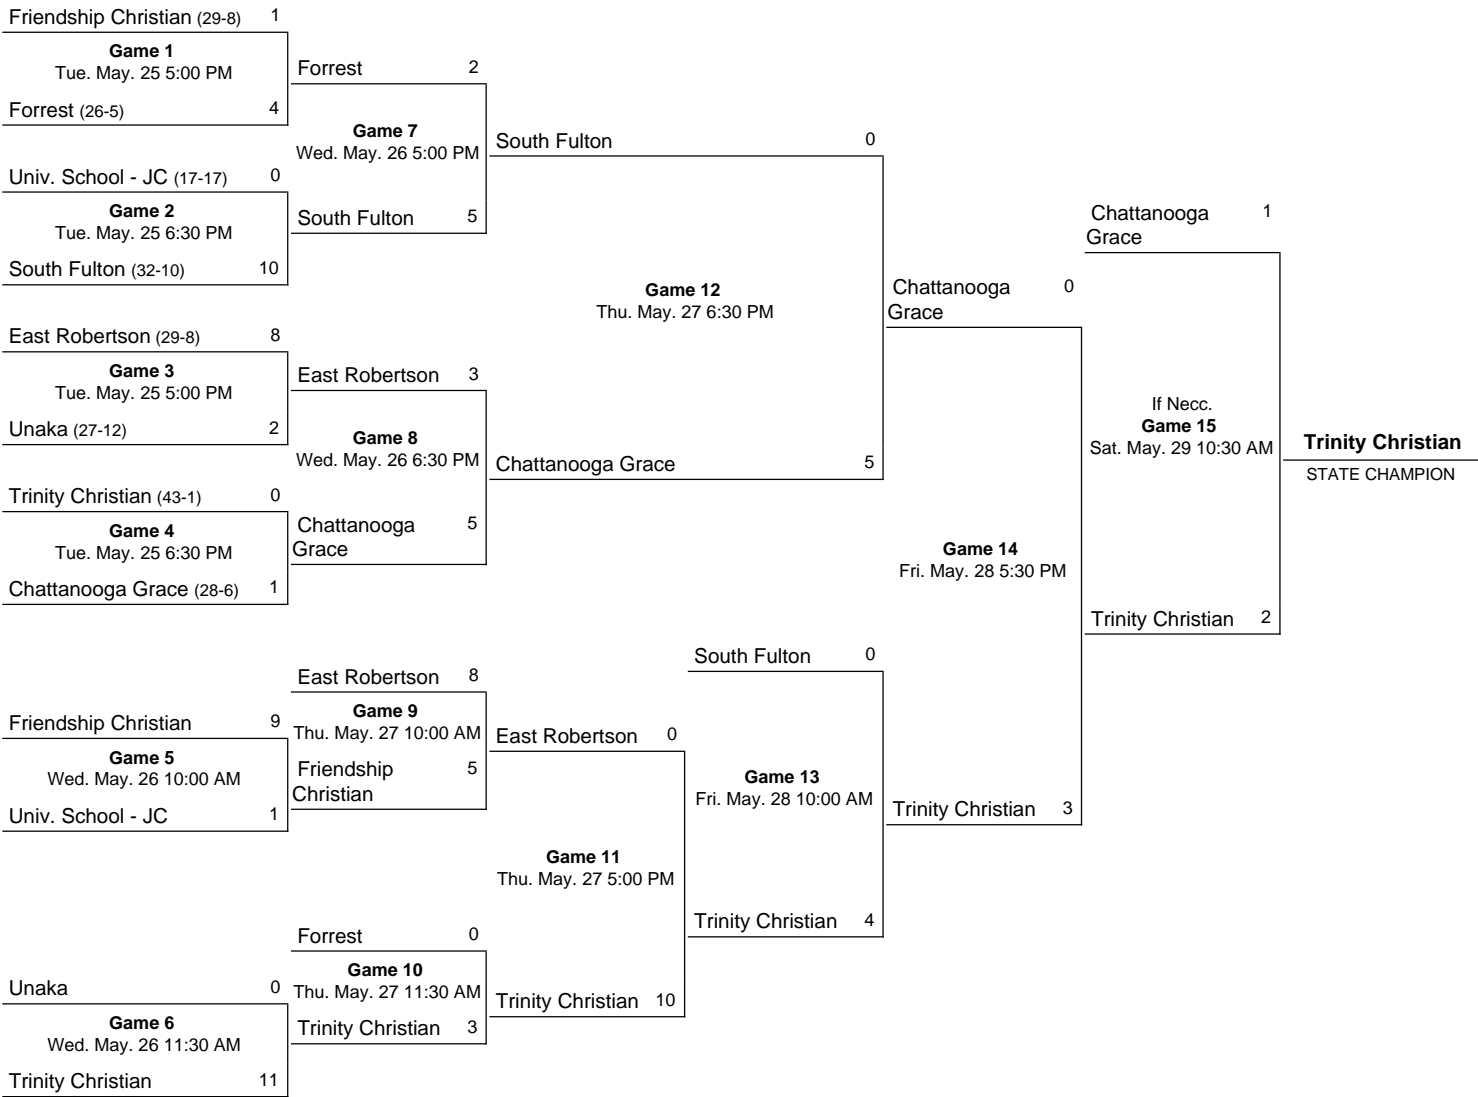 Friendship Christian (29-8) 1
Game 1
Tue. May. 25 5:00 PM
Forrest (26-5) 4
Univ. School - JC (17-17) 0
Game 2
Tue. May. 25 6:30 PM
South Fulton (32-10) 10
East Robertson (29-8) 8
Game 3
Tue. May. 25 5:00 PM
Unaka (27-12) 2
Trinity Christian (43-1) 0
Game 4
Tue. May. 25 6:30 PM
Chattanooga Grace (28-6) 1
Friendship Christian 9
Game 5
Wed. May. 26 10:00 AM
Univ. School - JC 1
Unaka 0
Game 6
Wed. May. 26 11:30 AM
Trinity Christian 11
Forrest 2
Game 7
Wed. May. 26 5:00 PM
South Fulton 5
East Robertson 3
Game 8
Wed. May. 26 6:30 PM
Chattanooga 5
Grace
East Robertson 8
Game 9
Thu. May. 27 10:00 AM
Friendship 5
Christian
Forrest 0
Game 10
Thu. May. 27 11:30 AM
Trinity Christian 3
South Fulton 0
Game 12
Thu. May. 27 6:30 PM
Chattanooga Grace 5
East Robertson 0
Game 11
Thu. May. 27 5:00 PM
Trinity Christian 10
South Fulton 0
Game 13
Fri. May. 28 10:00 AM
Trinity Christian 4
Chattanooga 0
Grace
Game 14
Fri. May. 28 5:30 PM
Trinity Christian 3
Chattanooga 1
Grace
If Necc.
Game 15
Sat. May. 29 10:30 AM
Trinity Christian 2
Trinity Christian
STATE CHAMPION